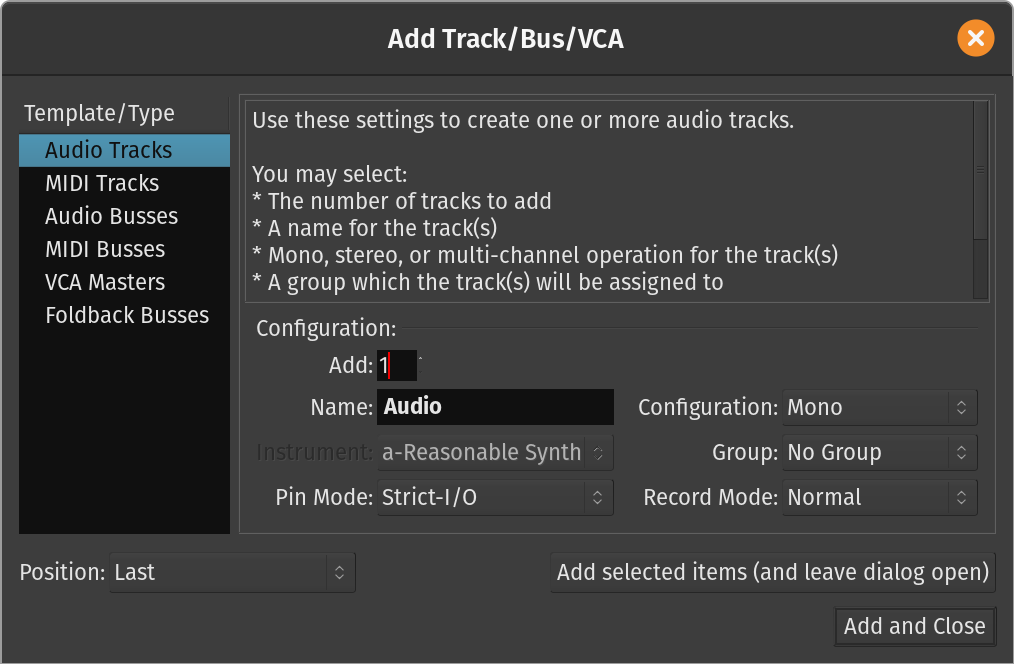 Add Track/Bus/VCA
Template/Type
Audio Tracks
MIDI Tracks
Audio Busses
MIDI Busses
VCA Masters
Foldback Busses
Use these settings to create one or more audio tracks.
You may select:
* The number of tracks to add
* A name for the track(s)
* Mono, stereo, or multi-channel operation for the track(s)
* A group which the track(s) will be assigned to
Configuration:
Add: 1
Name: Audio Configuration: Mono
Instrument: a-Reasonable Synth Group: No Group
Pin Mode: Strict-I/O Record Mode: Normal
Position: Last Add selected items (and leave dialog open)
Add and Close